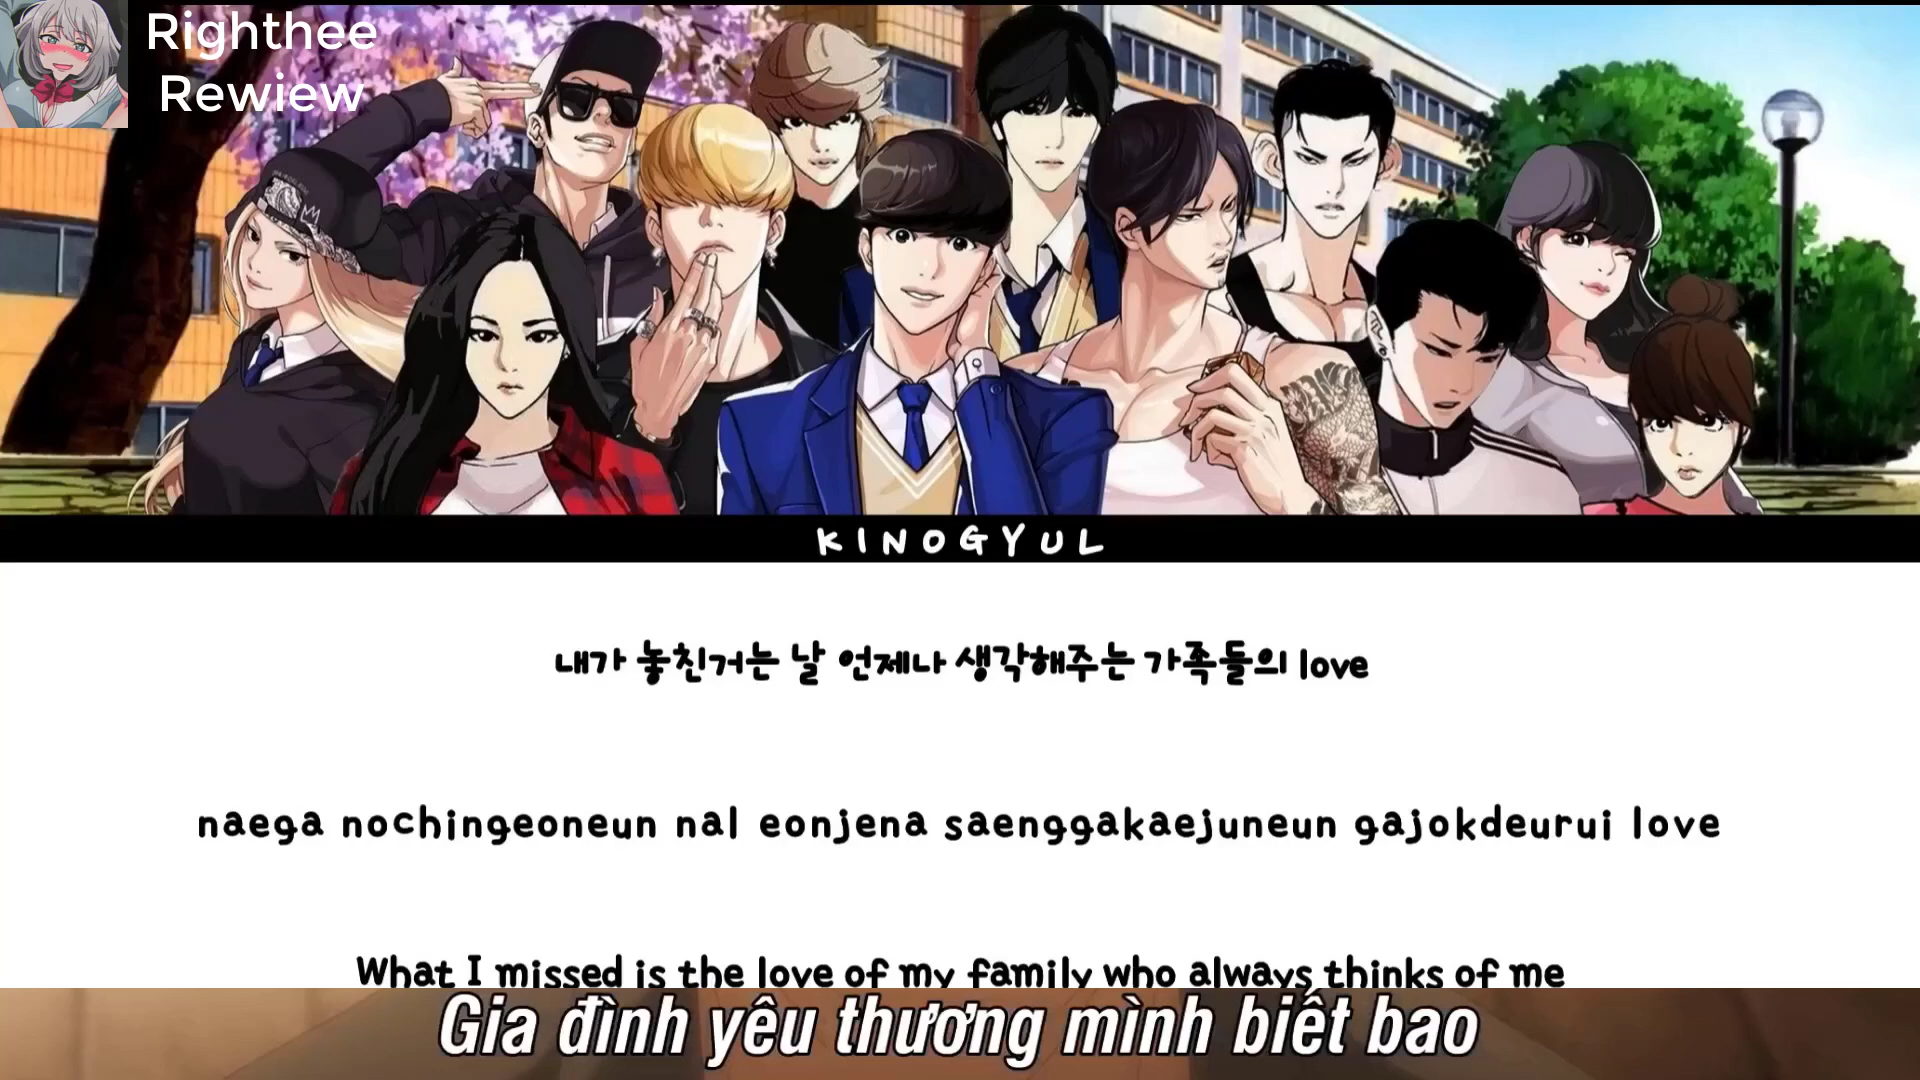 Righthee
Rewiew
KINOGYUL
내가 놓친거는 날 언제나 생각해주는 가족들의 love
naega nochingeoneun nal eonjena saenggakaejuneun gajokdeurui love
What I missed is the love of my family who always thinks of me
Gia đình yêu thương mình biết bao